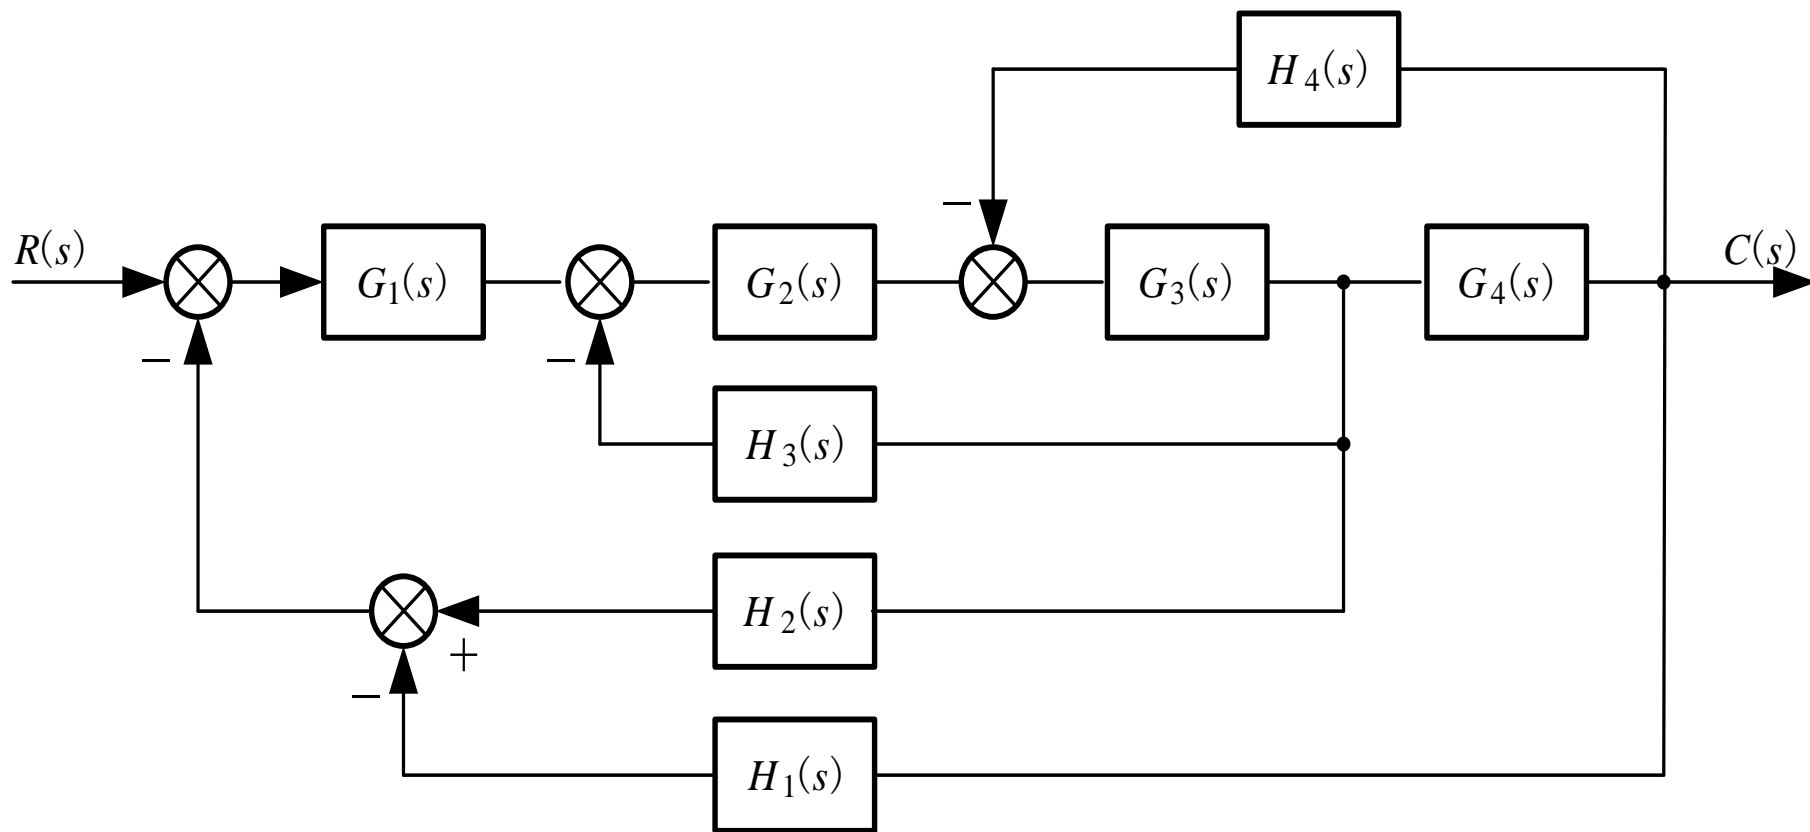 H₄(s)
R(s)
G₁(s)
G₂(s)
−
G₃(s)
G₄(s)
C(s)
−
−
H₃(s)
H₂(s)
+
−
H₁(s)